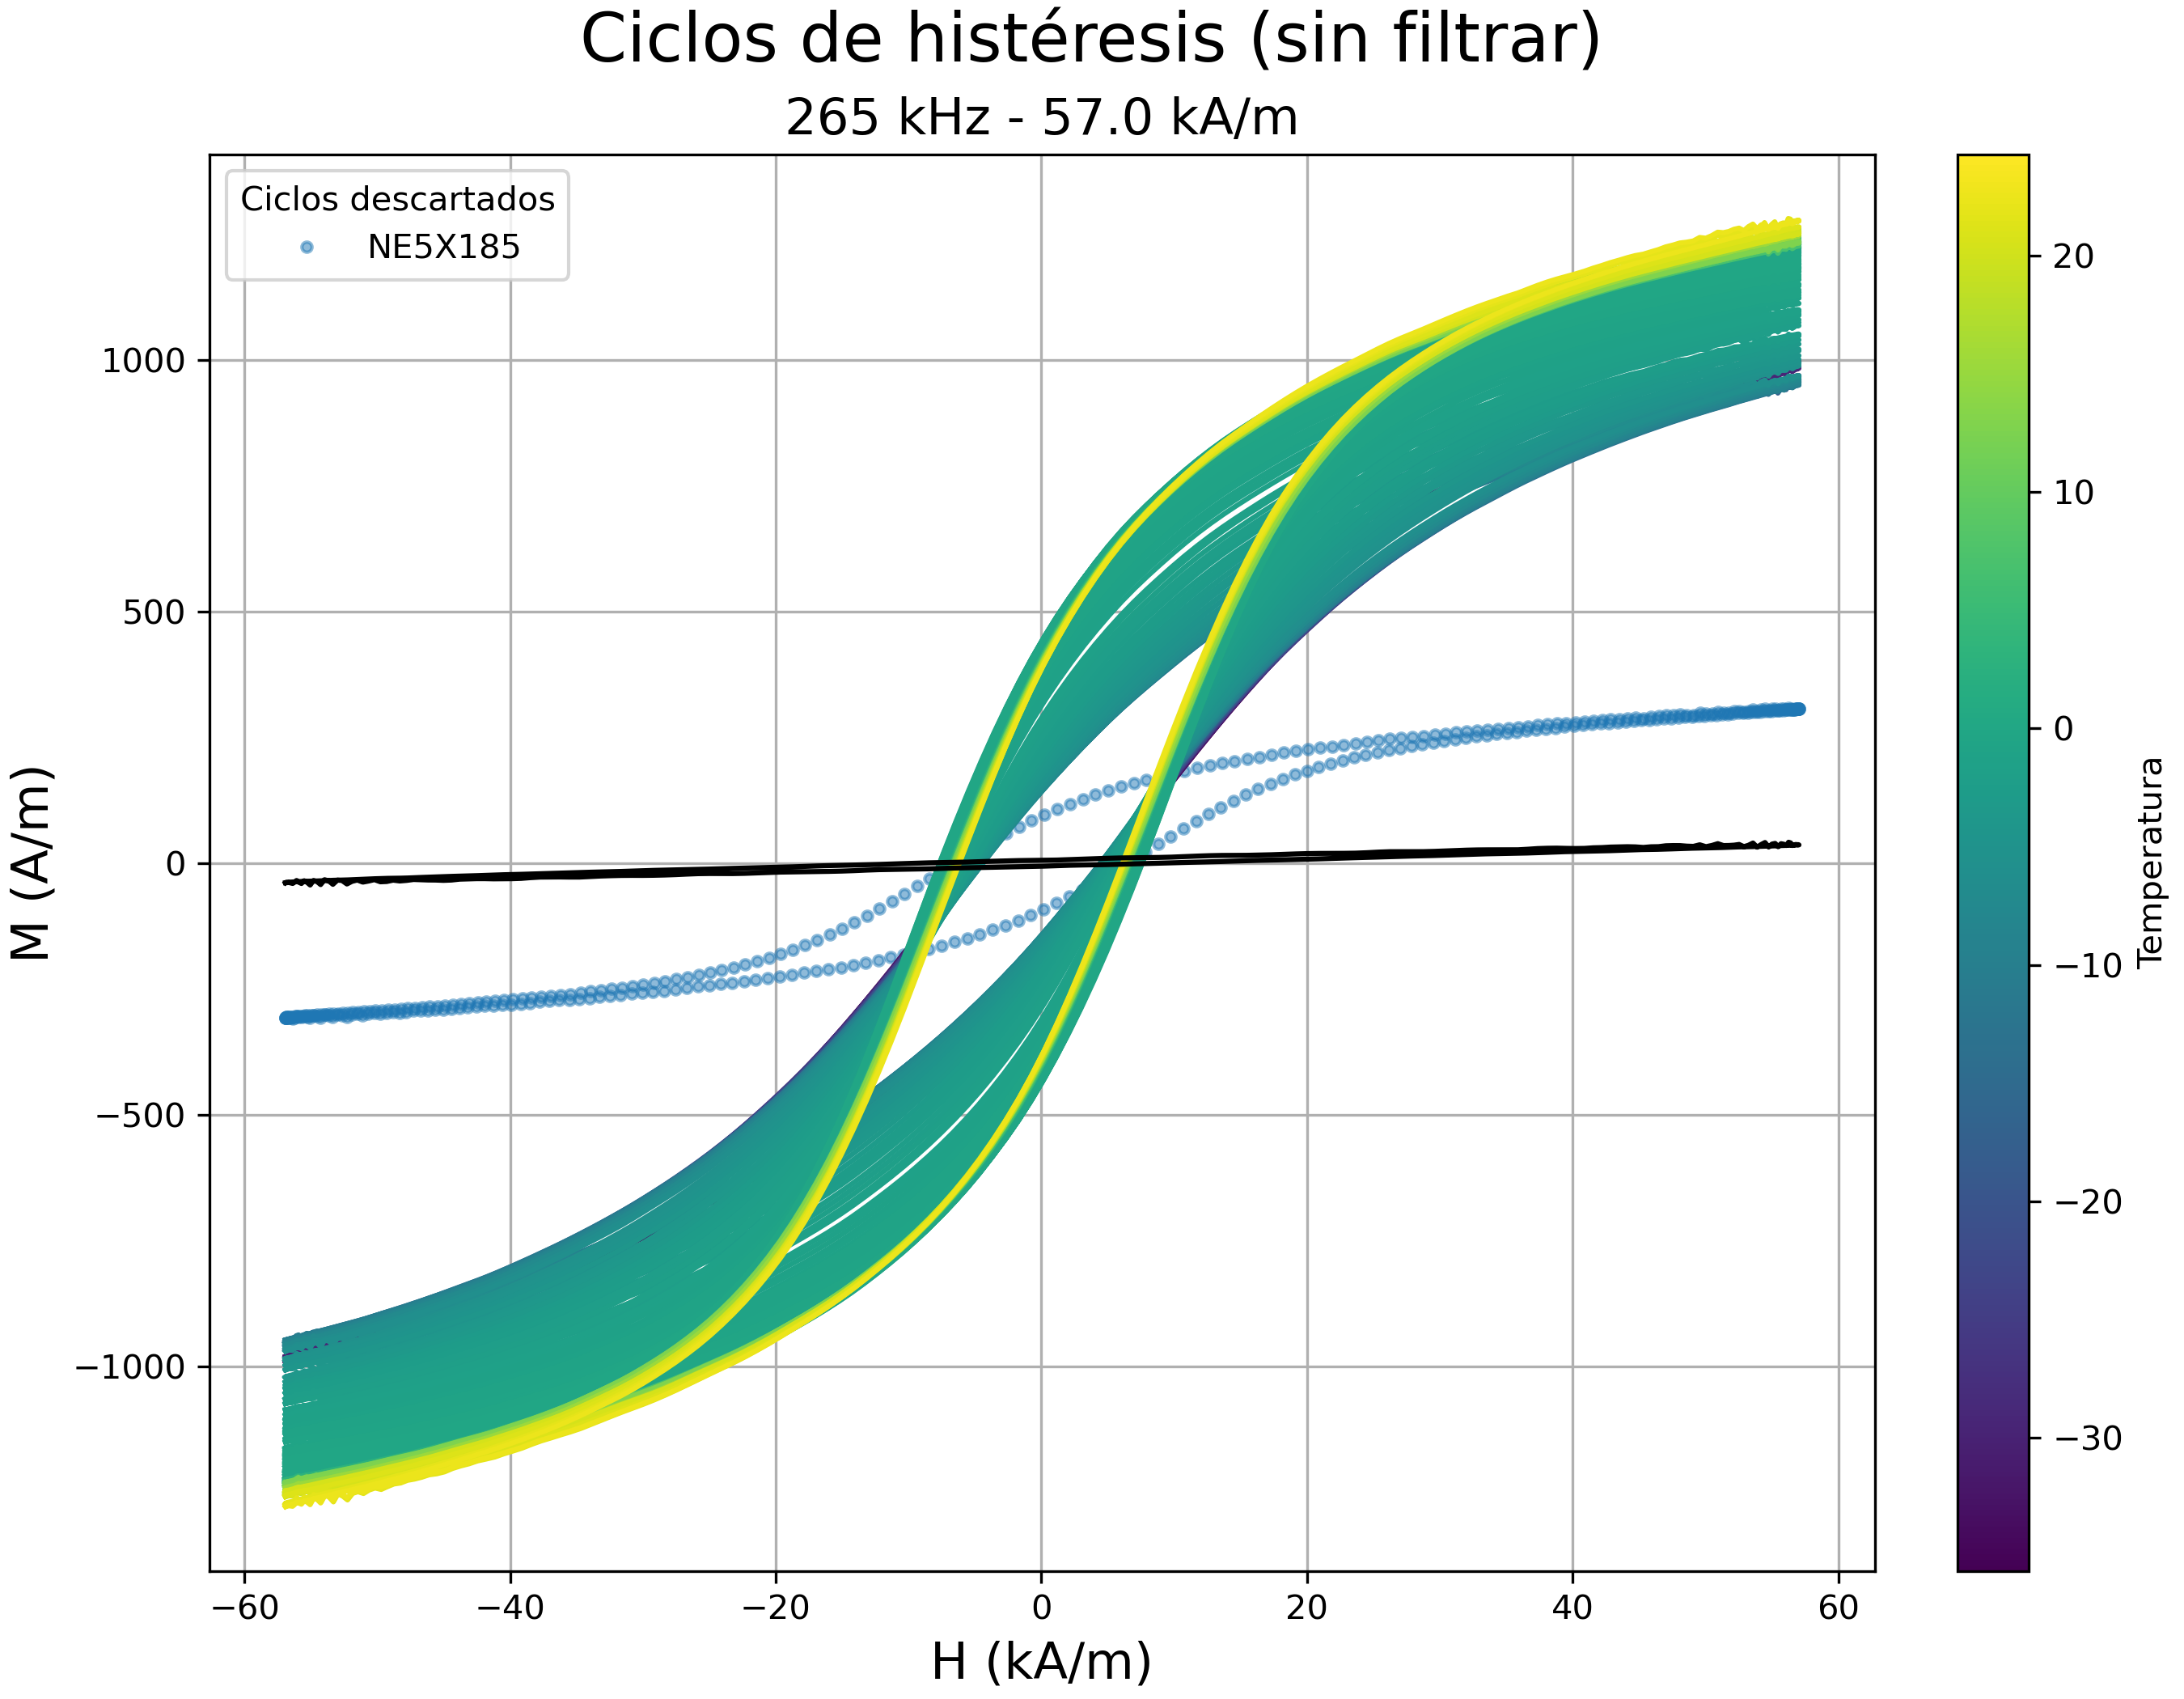 Ciclos de histéresis (sin filtrar)
265 kHz - 57.0 kA/m
Ciclos descartados
NE5X185
1000
500
0
−500
−1000
M (A/m)
−60 −40 −20 0 20 40 60
H (kA/m)
20
10
0
−10
−20
−30
Temperatura